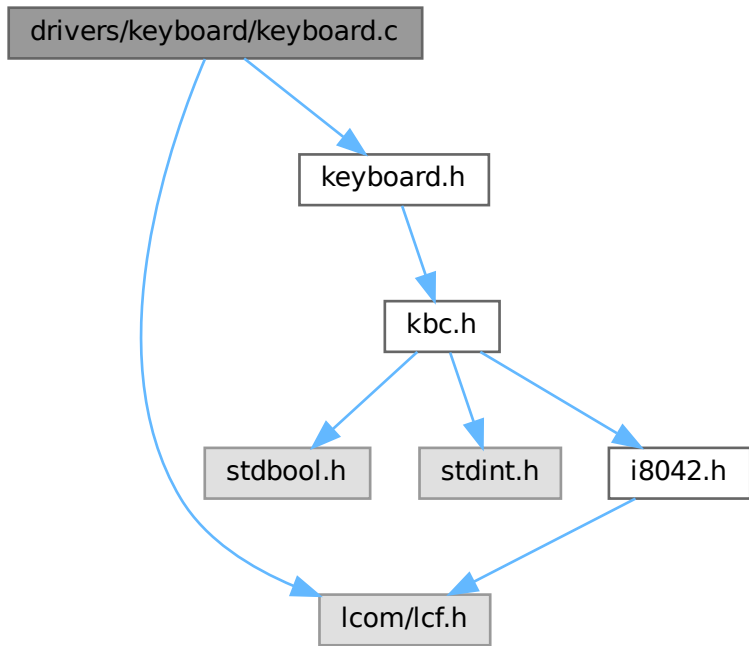 drivers/keyboard/keyboard.c
keyboard.h
kbc.h
stdbool.h
stdint.h
i8042.h
lcom/lcf.h